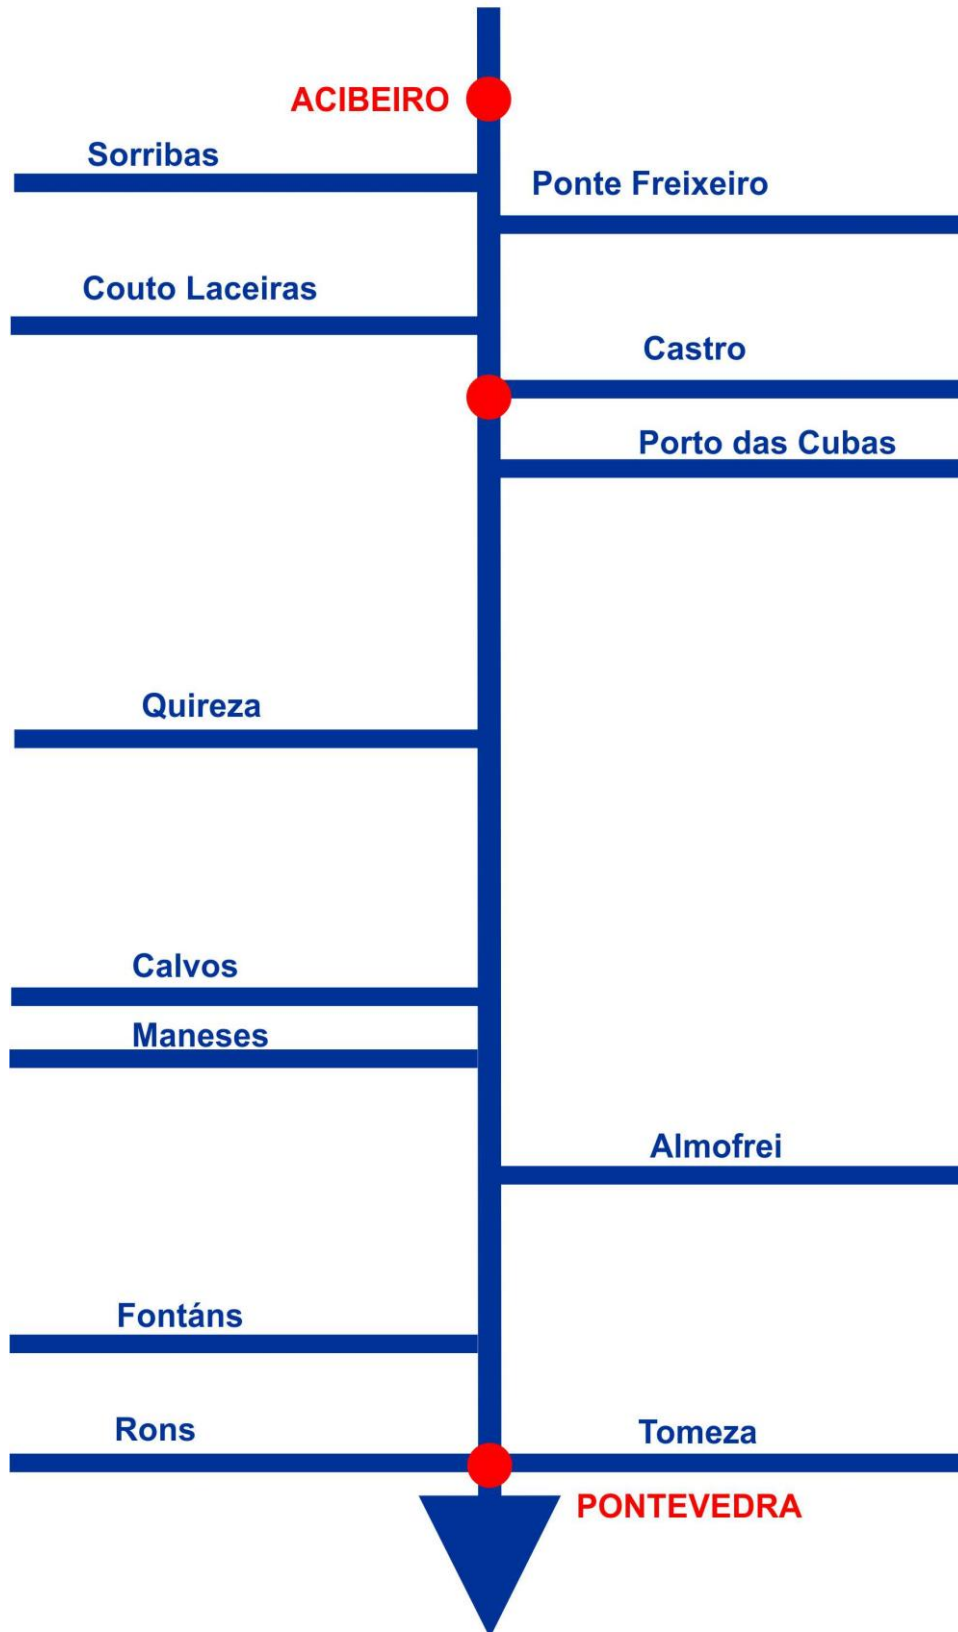 ACIBEIRO
Sorribas
Ponte Freixeiro
Couto Laceiras
Castro
Porto das Cubas
Quireza
Calvos
Maneses
Almofrei
Fontáns
Rons
Tomeza
PONTEVEDRA